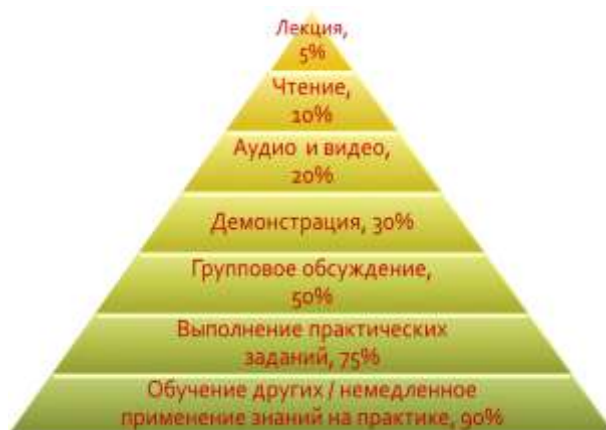 Лекция,
5%
Чтение,
10%
Аудио и видео,
20%
Демонстрация, 30%
Групповое обсуждение,
50%
Выполнение практических
заданий, 75%
Обучение других / немедленное
применение знаний на практике, 90%